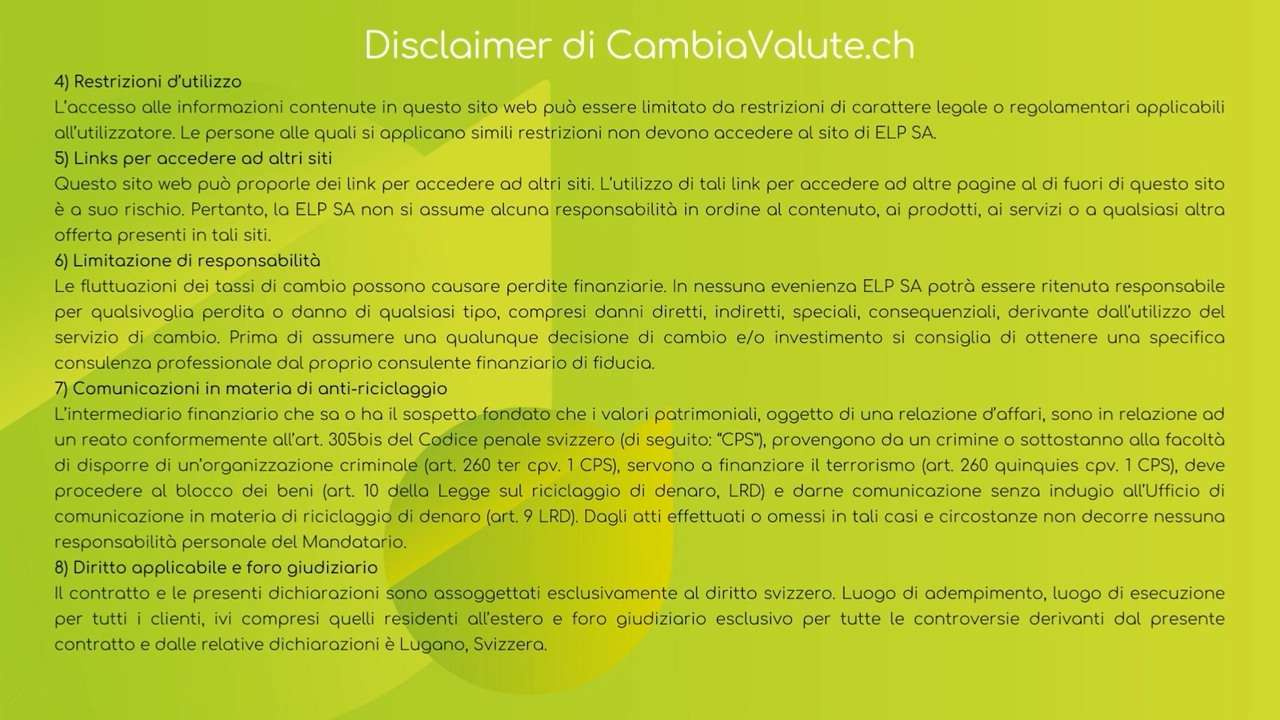 Disclaimer di CambiaValute.ch
4) Restrizioni d'utilizzo
L'accesso alle informazioni contenute in questo sito web può essere limitato da restrizioni di carattere legale o regolamentari applicabili
all'utilizzatore. Le persone alle quali si applicano simili restrizioni non devono accedere al sito di ELP SA.
5) Links per accedere ad altri siti
Questo sito web può proporle dei link per accedere ad altri siti. L'utilizzo di tali link per accedere ad altre pagine al di fuori di questo sito
è a suo rischio. Pertanto, la ELP SA non si assume alcuna responsabilità in ordine al contenuto, ai prodotti, ai servizi o a qualsiasi altra
offerta presenti in tali siti.
6) Limitazione di responsabilità
Le fluttuazioni dei tassi di cambio possono causare perdite finanziarie. In nessuna evenienza ELP SA potrà essere ritenuta responsabile
per qualsivoglia perdita o danno di qualsiasi tipo, compresi danni diretti, indiretti, speciali, consequenziali, derivante dall'utilizzo del
servizio di cambio. Prima di assumere una qualunque decisione di cambio e/o investimento si consiglia di ottenere una specifica
consulenza professionale dal proprio consulente finanziario di fiducia.
7) Comunicazioni in materia di anti-riciclaggio
L'intermediario finanziario che sa o ha il sospetto fondato che i valori patrimoniali, oggetto di una relazione d'affari, sono in relazione ad
un reato conformemente all'art. 305bis del Codice penale svizzero (di seguito: "CPS"), provengono da un crimine o sottostanno alla facoltà
di disporre di un'organizzazione criminale (art. 260 ter cpv. 1 CPS), servono a finanziare il terrorismo (art. 260 quinquies cpv. 1 CPS), deve
procedere al blocco dei beni (art. 10 della Legge sul riciclaggio di denaro, LRD) e darne comunicazione senza indugio all'Ufficio di
comunicazione in materia di riciclaggio di denaro (art. 9 LRD). Dagli atti effettuati o omessi in tali casi e circostanze non decorre nessuna
responsabilità personale del Mandatario.
8) Diritto applicabile e foro giudiziario
Il contratto e le presenti dichiarazioni sono assoggettati esclusivamente al diritto svizzero. Luogo di adempimento, luogo di esecuzione
per tutti i clienti, ivi compresi quelli residenti all'estero e foro giudiziario esclusivo per tutte le controversie derivanti dal presente
contratto e dalle relative dichiarazioni è Lugano, Svizzera.